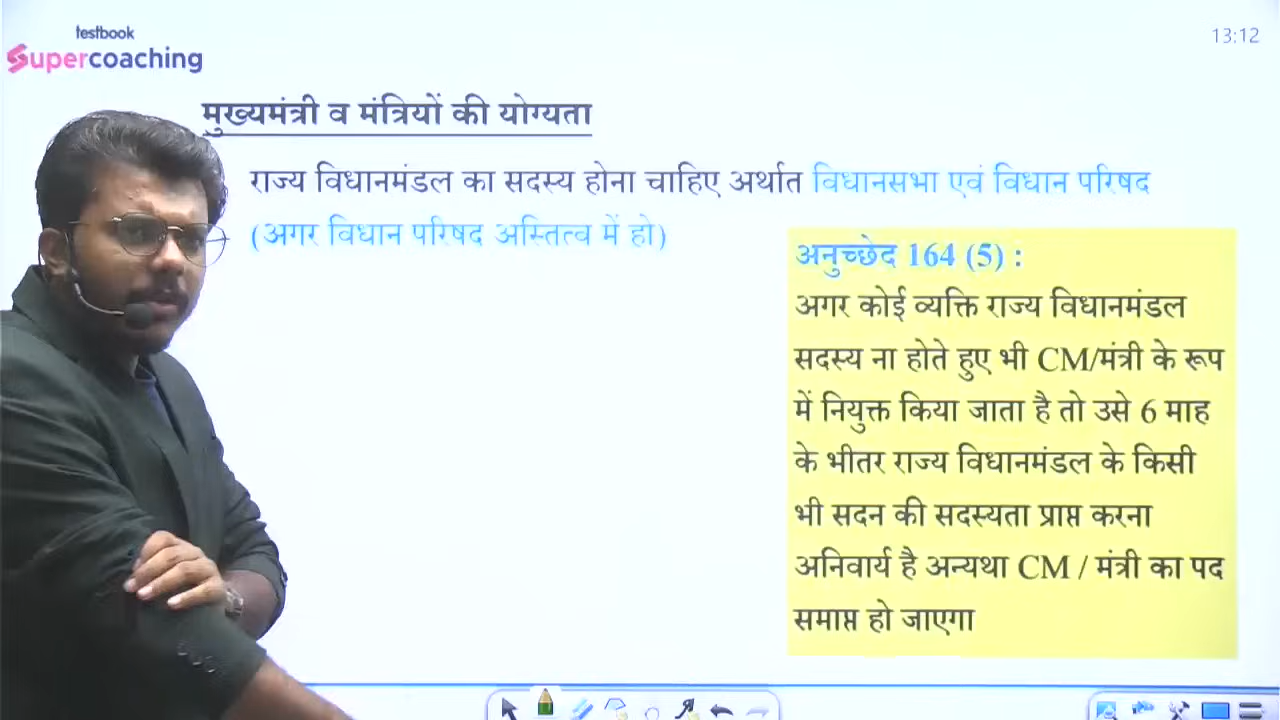 testbook
Supercoaching
13:12
मुख्यमंत्री व मंत्रियों की योग्यता
राज्य विधानमंडल का सदस्य होना चाहिए अर्थात विधानसभा एवं विधान परिषद
(अगर विधान परिषद अस्तित्व में हो)
अनुच्छेद 164 (5) :
अगर कोई व्यक्ति राज्य विधानमंडल
सदस्य ना होते हुए भी CM/मंत्री के रूप
में नियुक्त किया जाता है तो उसे 6 माह
के भीतर राज्य विधानमंडल के किसी
भी सदन की सदस्यता प्राप्त करना
अनिवार्य है अन्यथा CM / मंत्री का पद
समाप्त हो जाएगा